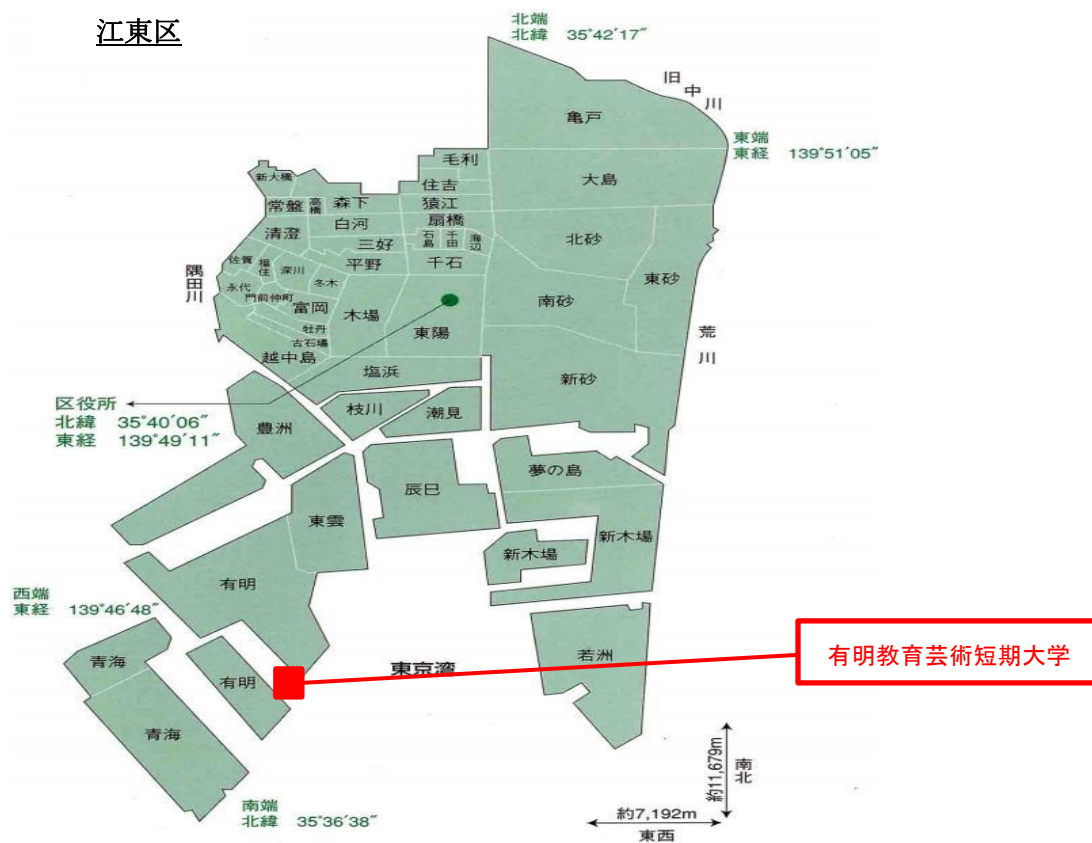 江東区
北端
北緯 35°42′17″
旧中川
亀戸
東端
東経 139°51′05″
毛利
大島
新大橋
住吉
常盤
高橋
森下
猿江
白河
扇橋
清澄
石島
千田
海辺
北砂
三好
佐賀
福住
深川
冬木
平野
千石
東砂
隅田川
永代
門前仲町
富岡
木場
東陽
南砂
荒川
牡丹
古石場
越中島
塩浜
新砂
区役所
北緯 35°40′06″
東経 139°49′11″
枝川
潮見
豊洲
夢の島
辰巳
東雲
新木場
新木場
有明
西端
東経 139°46′48″
青海
有明
東京湾
若洲
有明教育芸術短期大学
青海
約11,679m
南北
南端
北緯 35°36′38″
約7,192m
東西